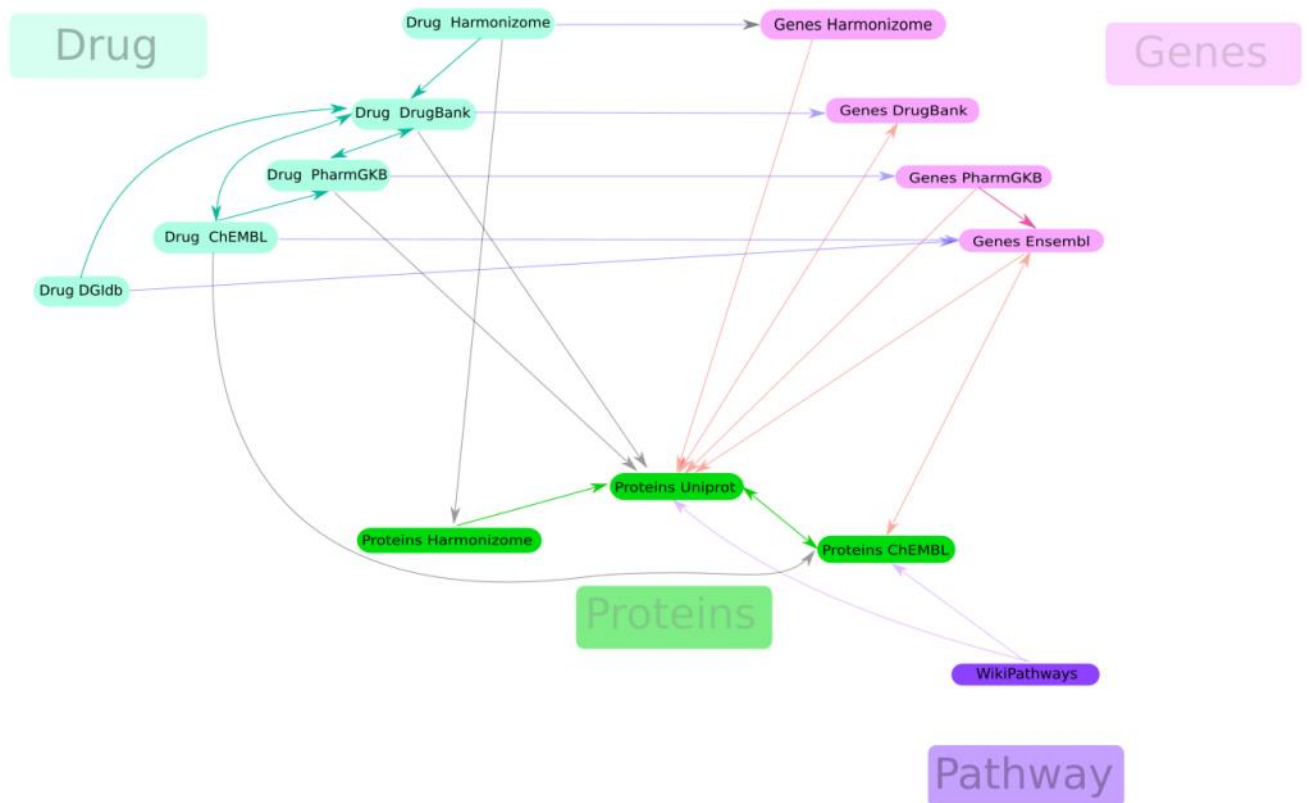 Drug
Drug Harmonizome
Genes Harmonizome
Genes
Drug DrugBank
Genes DrugBank
Drug PharmGKB
Genes PharmGKB
Drug ChEMBL
Genes Ensembl
Drug DGIdb
Proteins Uniprot
Proteins Harmonizome
Proteins ChEMBL
Proteins
WikiPathways
Pathway